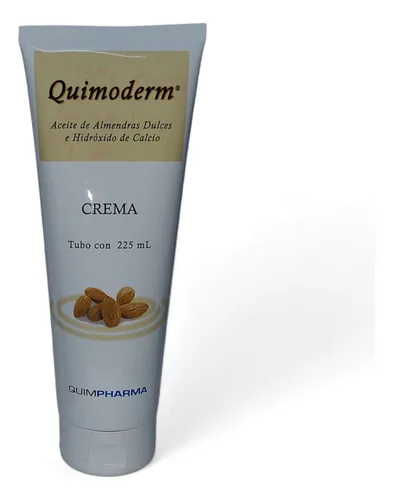 Quimoderm®
Aceite de Almendras Dulces
e Hidróxido de Calcio
CREMA
Tubo con 225 mL
QUIMPHARMA